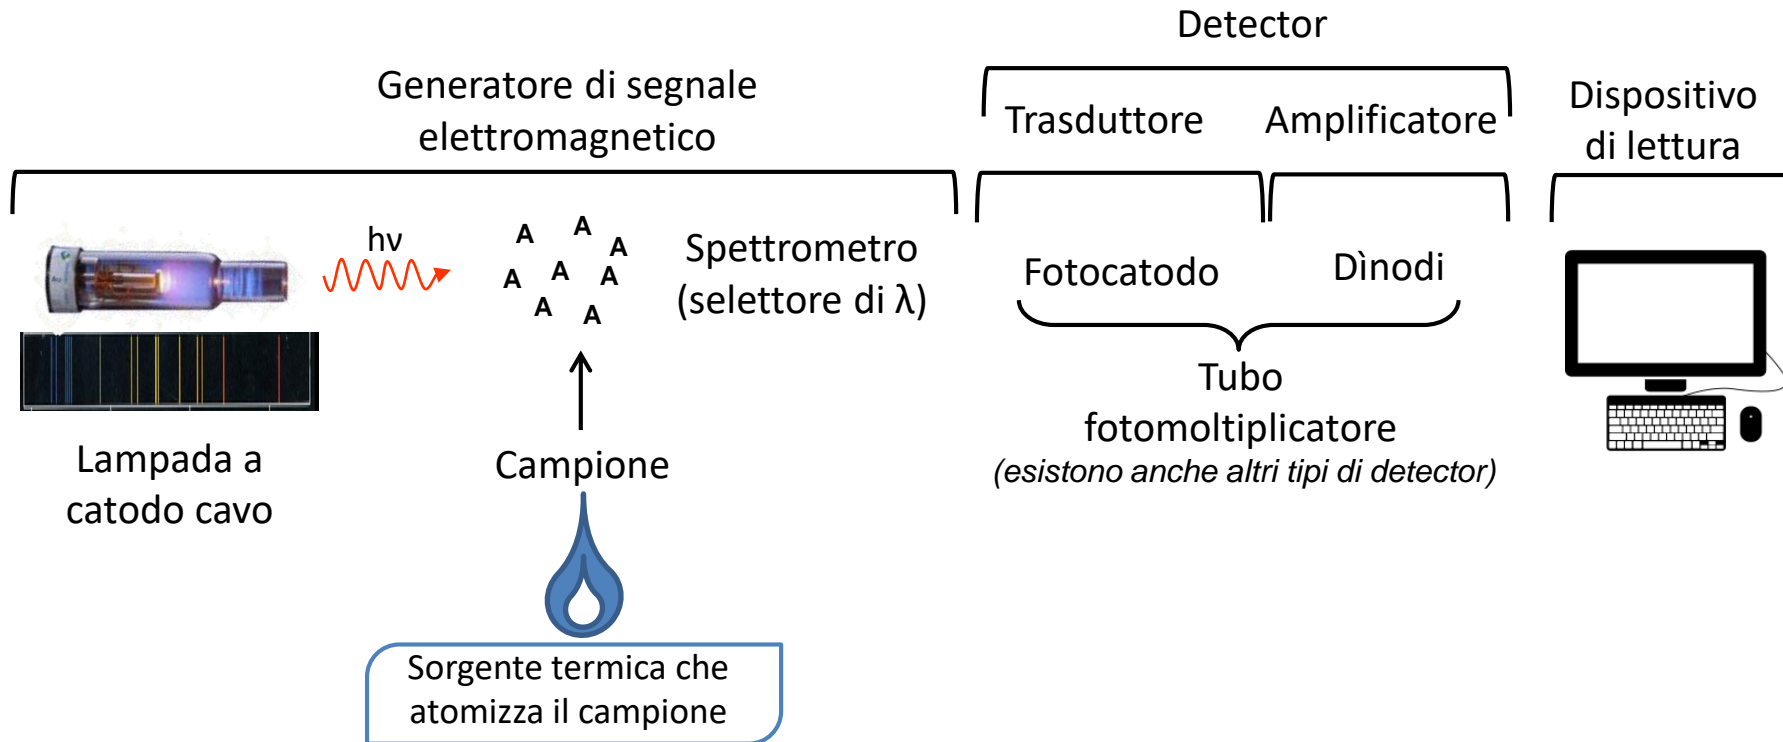 Detector
Generatore di segnale
elettromagnetico
Trasduttore
Amplificatore
Dispositivo
di lettura
hν
A
A
A
A
A
A
A
A
Spettrometro
(selettore di λ)
Fotocatodo
Dìnodi
Tubo
fotomoltiplicatore
(esistono anche altri tipi di detector)
Lampada a
catodo cavo
Campione
Sorgente termica che
atomizza il campione